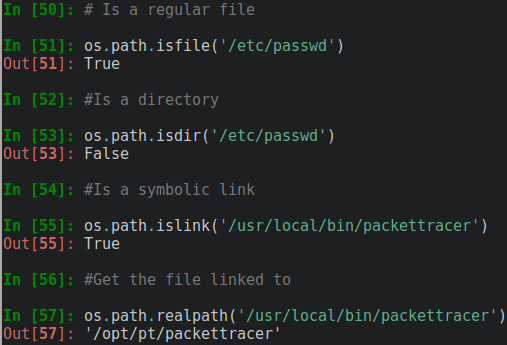 In [50]: # Is a regular file
In [51]: os.path.isfile('/etc/passwd')
Out[51]: True
In [52]: #Is a directory
In [53]: os.path.isdir('/etc/passwd')
Out[53]: False
In [54]: #Is a symbolic link
In [55]: os.path.islink('/usr/local/bin/packettracer')
Out[55]: True
In [56]: #Get the file linked to
In [57]: os.path.realpath('/usr/local/bin/packettracer')
Out[57]: '/opt/pt/packettracer'